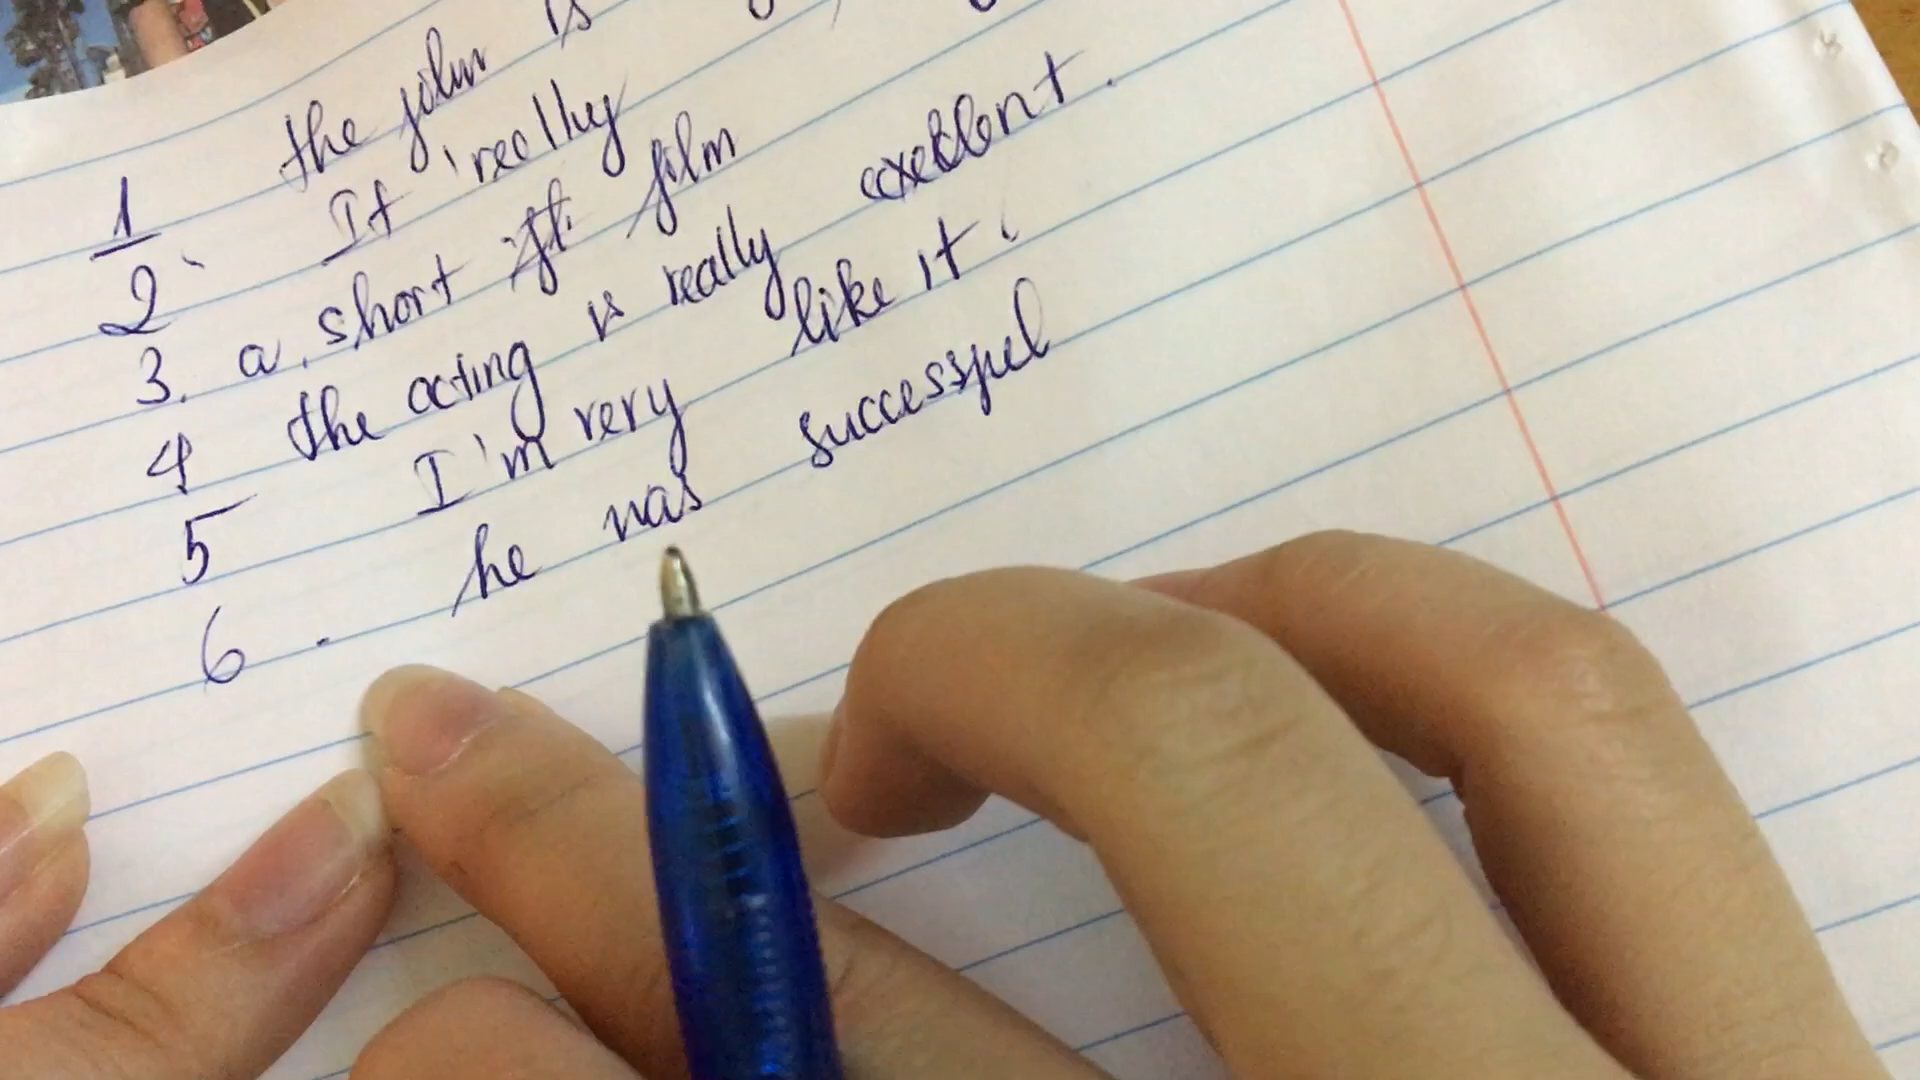 1 the film is
2. It really
3. a short film
4 the acting is really
5 I'm very like it.
6. he was successful